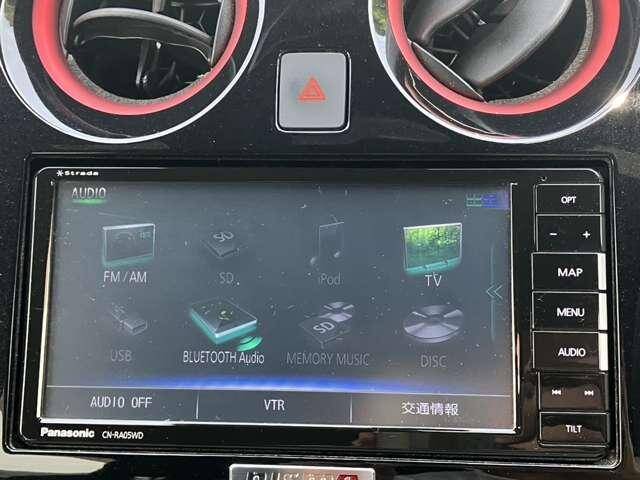 Strada
AUDIO
OPT
FM/AM
SD
iPod
TV
- +
MAP
MENU
USB
BLUETOOTH Audio
SD
MEMORY MUSIC
DISC
AUDIO
AUDIO OFF
VTR
交通情報
TILT
Panasonic
CN-RA05WD